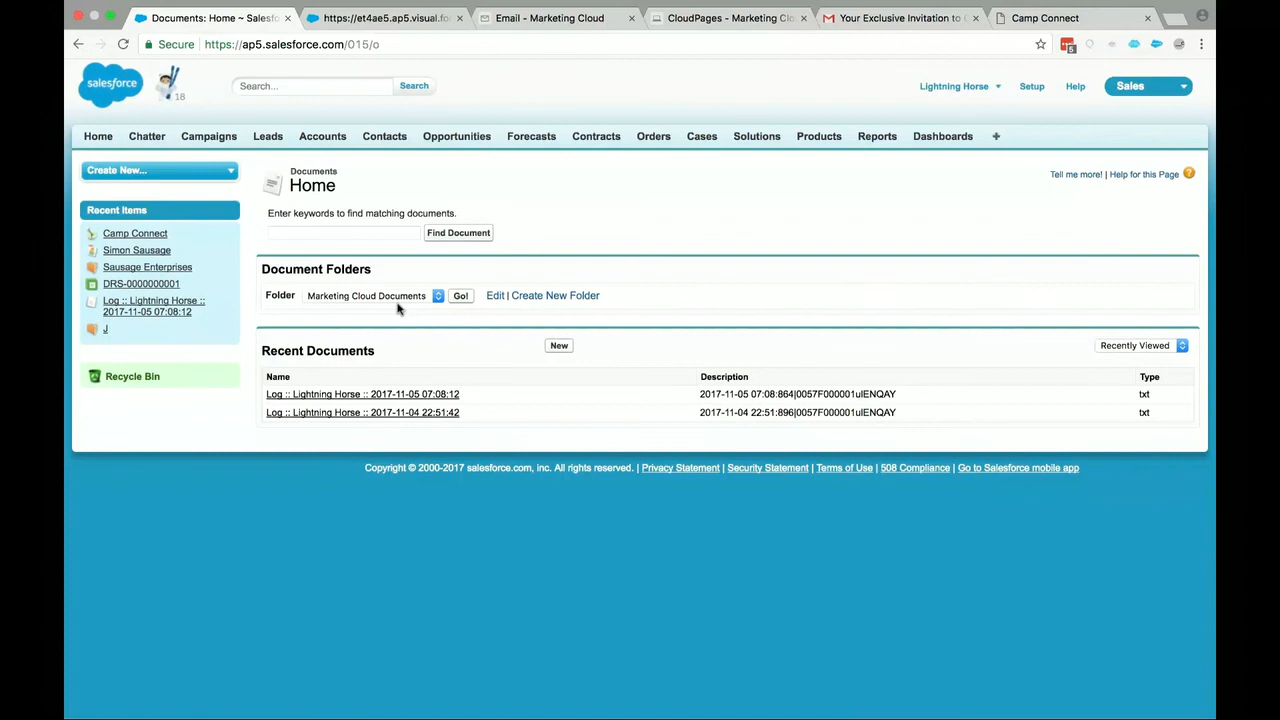 Documents: Home ~ Salesfo
https://et4ae5.ap5.visual.fo
Email - Marketing Cloud
CloudPages - Marketing Clo
Your Exclusive Invitation to C
Camp Connect
Secure https://ap5.salesforce.com/015/o
5
salesforce
18
Search...
Search
Lightning Horse
Setup
Help
Sales
Home Chatter Campaigns Leads Accounts Contacts Opportunities Forecasts Contracts Orders Cases Solutions Products Reports Dashboards +
Create New...
Recent Items
Camp Connect
Simon Sausage
Sausage Enterprises
DRS-0000000001
Log :: Lightning Horse ::
2017-11-05 07:08:12
J
Recycle Bin
Documents
Home
Tell me more! | Help for this Page ?
Enter keywords to find matching documents.
Find Document
Document Folders
Folder Marketing Cloud Documents Go! Edit | Create New Folder
Recent Documents New Recently Viewed
Name Description Type
Log :: Lightning Horse :: 2017-11-05 07:08:12 2017-11-05 07:08:864|0057F000001ulENQAY txt
Log :: Lightning Horse :: 2017-11-04 22:51:42 2017-11-04 22:51:896|0057F000001ulENQAY txt
Copyright © 2000-2017 salesforce.com, inc. All rights reserved. | Privacy Statement | Security Statement | Terms of Use | 508 Compliance | Go to Salesforce mobile app